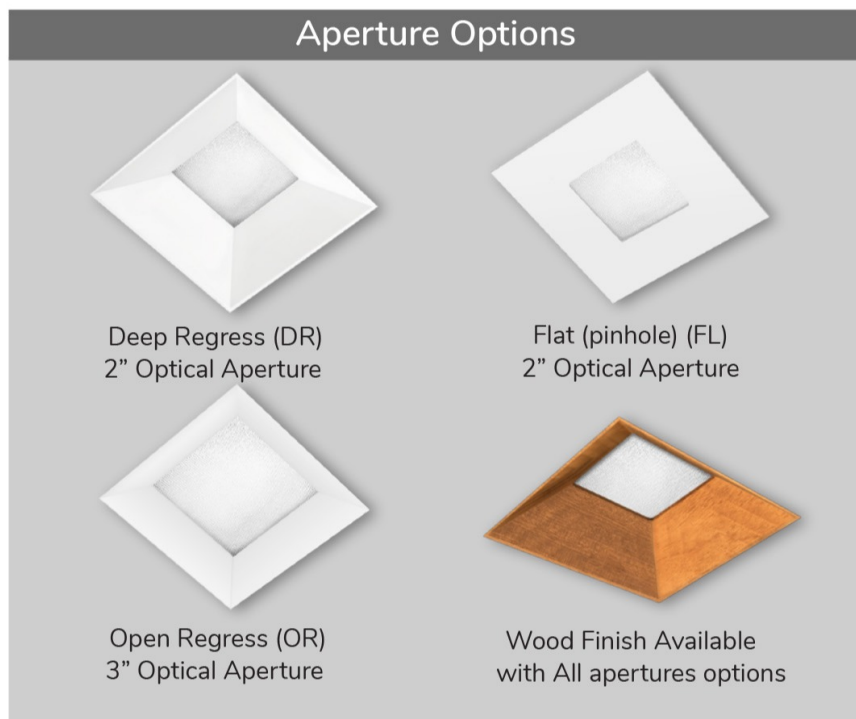 Aperture Options
Deep Regress (DR)
2” Optical Aperture
Flat (pinhole) (FL)
2” Optical Aperture
Open Regress (OR)
3” Optical Aperture
Wood Finish Available
with All apertures options